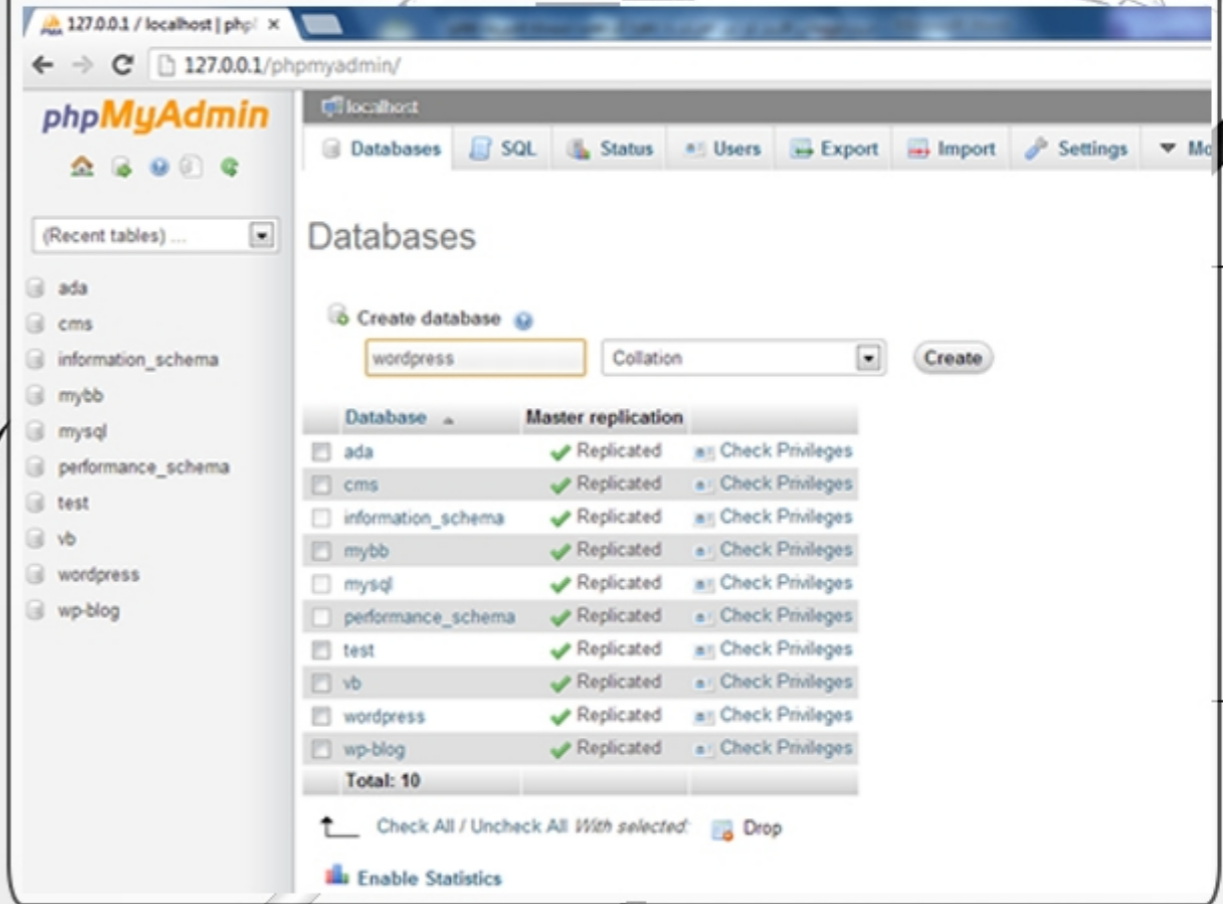 127.0.0.1 / localhost | php
127.0.0.1/phpmyadmin/
phpMyAdmin
(Recent tables) ...
ada
cms
information_schema
mybb
mysql
performance_schema
test
vb
wordpress
wp-blog
localhost
Databases SQL Status Users Export Import Settings Mo
Databases
Create database
wordpress Collation Create
Database Master replication
ada Replicated Check Privileges
cms Replicated Check Privileges
information_schema Replicated Check Privileges
mybb Replicated Check Privileges
mysql Replicated Check Privileges
performance_schema Replicated Check Privileges
test Replicated Check Privileges
vb Replicated Check Privileges
wordpress Replicated Check Privileges
wp-blog Replicated Check Privileges
Total: 10
Check All / Uncheck All With selected: Drop
Enable Statistics